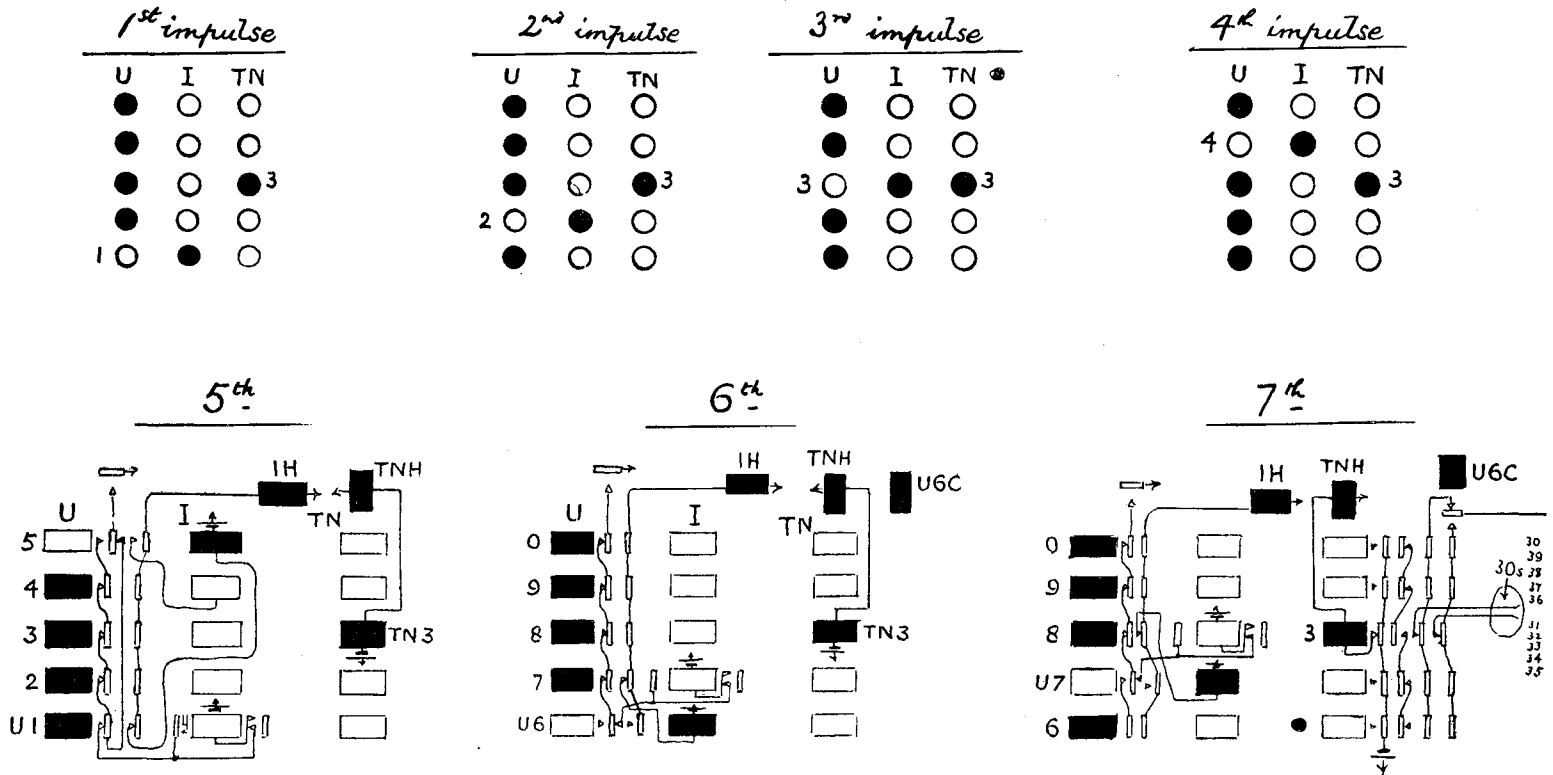 1st impulse
U I TN
3
1
2nd impulse
U I TN
3
2
3rd impulse
U I TN
3 3
4th impulse
U I TN
4
3
5th
IH TNH
U I TN
5
4
3 TN3
2
U1
6th
IH TNH U6C
U I TN
0
9
8 TN3
7
U6
7th
IH TNH U6C
0
9
8 3
U7
6
30s
30
39
38
37
36
31
32
33
34
35